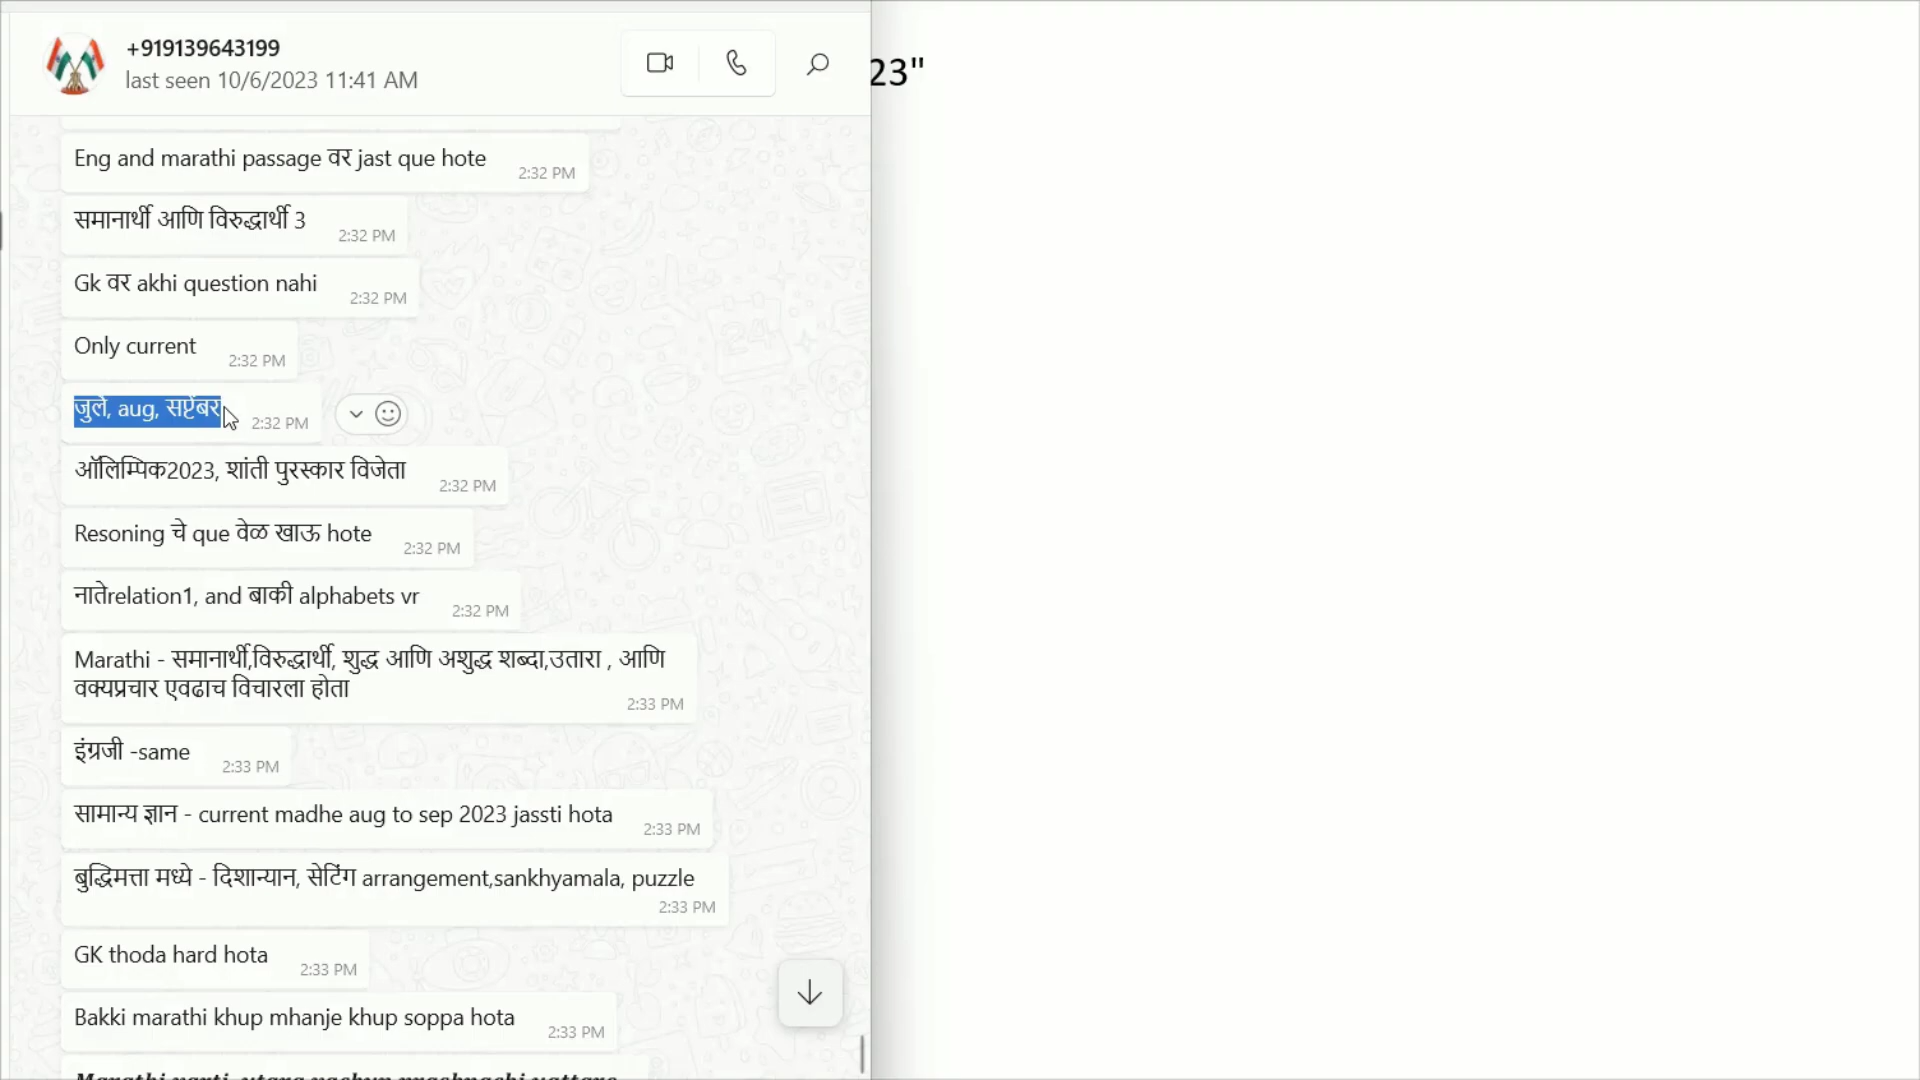 +919139643199
last seen 10/6/2023 11:41 AM
23"
Eng and marathi passage वर jast que hote
2:32 PM
समानार्थी आणि विरुद्धार्थी 3
2:32 PM
Gk वर akhi question nahi
2:32 PM
Only current
2:32 PM
जुलै, aug, सप्टेंबर
2:32 PM
ऑलिम्पिक2023, शांती पुरस्कार विजेता
2:32 PM
Resoning चे que वेळ खाऊ hote
2:32 PM
नातेrelation1, and बाकी alphabets vr
2:32 PM
Marathi - समानार्थी,विरुद्धार्थी, शुद्ध आणि अशुद्ध शब्दा,उतारा , आणि
वक्यप्रचार एवढाच विचारला होता
2:33 PM
इंग्रजी -same
2:33 PM
सामान्य ज्ञान - current madhe aug to sep 2023 jassti hota
2:33 PM
बुद्धिमत्ता मध्ये - दिशान्यान, सेटिंग arrangement,sankhyamala, puzzle
2:33 PM
GK thoda hard hota
2:33 PM
Bakki marathi khup mhanje khup soppa hota
2:33 PM